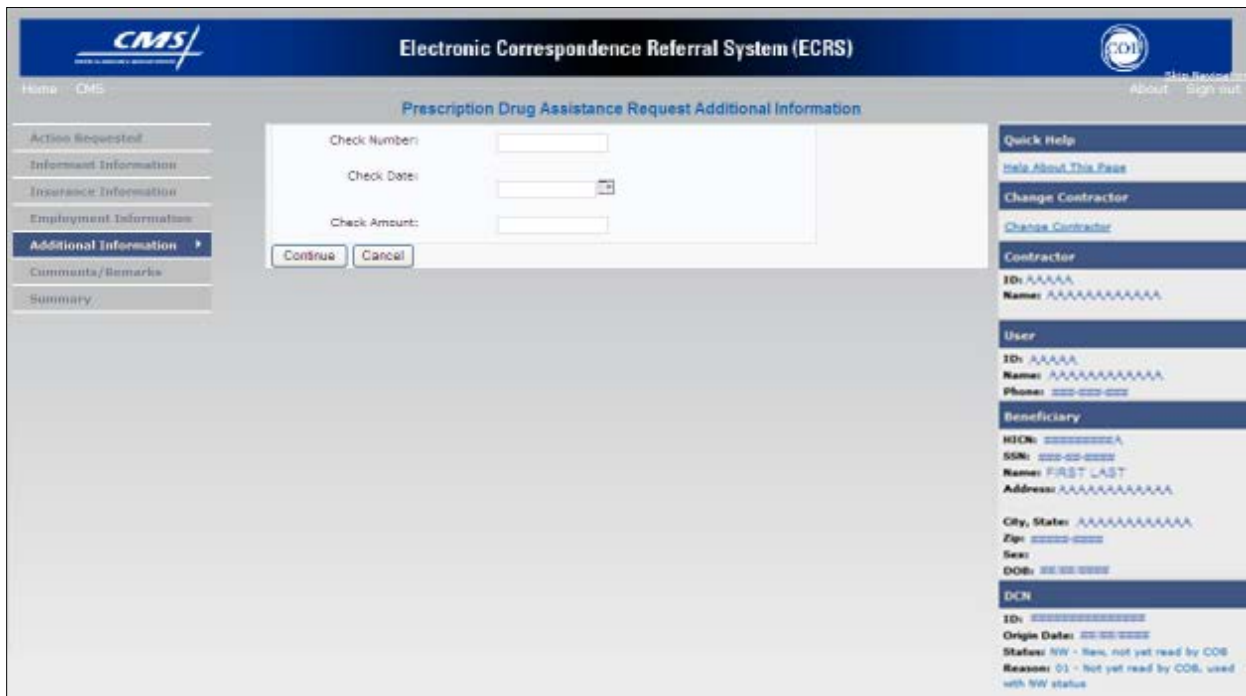 CMS/
Electronic Correspondence Referral System (ECRS)
COB
Skip Navigation
Home CMS
About Sign out
Prescription Drug Assistance Request Additional Information
Action Requested
Informant Information
Insurance Information
Employment Information
Additional Information
Comments/Remarks
Summary
Check Number:
Check Date:
Check Amount:
Continue Cancel
Quick Help
Help About This Page
Change Contractor
Change Contractor
Contractor
ID: AAAAA
Name: AAAAAAAAAAAA
User
ID: AAAAA
Name: AAAAAAAAAAAA
Phone: ###-###-###
Beneficiary
HICN: #########A
SSN: ###-##-####
Name: FIRST LAST
Address: AAAAAAAAAAAA
City, State: AAAAAAAAAAAA
Zip: #####-####
Sex:
DOB: ##/##/####
DCN
ID: ###############
Origin Date: ##/##/####
Status: NW - New, not yet read by COB
Reason: 01 - Not yet read by COB, used
with NW status